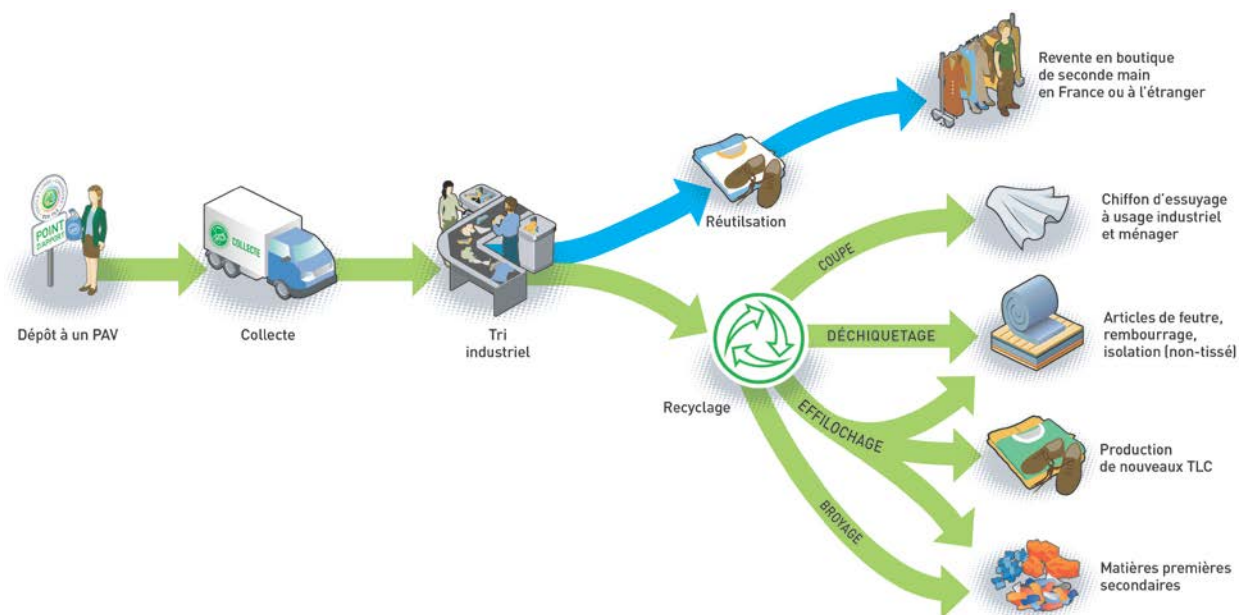 Revente en boutique
de seconde main
en France ou à l'étranger
POINT
D'APPORT
COLLECTE
Réutilsation
Chiffon d'essuyage
à usage industriel
et ménager
COUPE
Dépôt à un PAV
Collecte
Tri
industriel
DÉCHIQUETAGE
Articles de feutre,
rembourrage,
isolation (non-tissé)
Recyclage
EFFILOCHAGE
Production
de nouveaux TLC
BROYAGE
Matières premières
secondaires